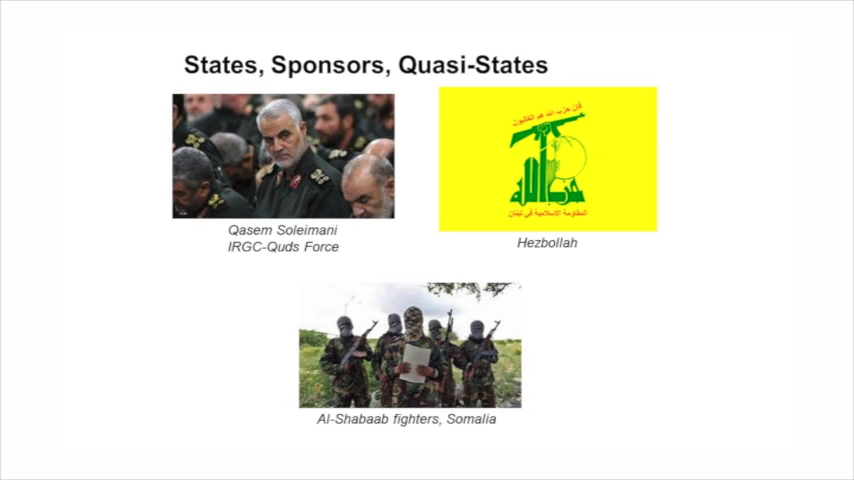 States, Sponsors, Quasi-States
Qasem Soleimani
IRGC-Quds Force
فإن حزب الله هم الغالبون
حزب الله
المقاومة الإسلامية في لبنان
Hezbollah
Al-Shabaab fighters, Somalia